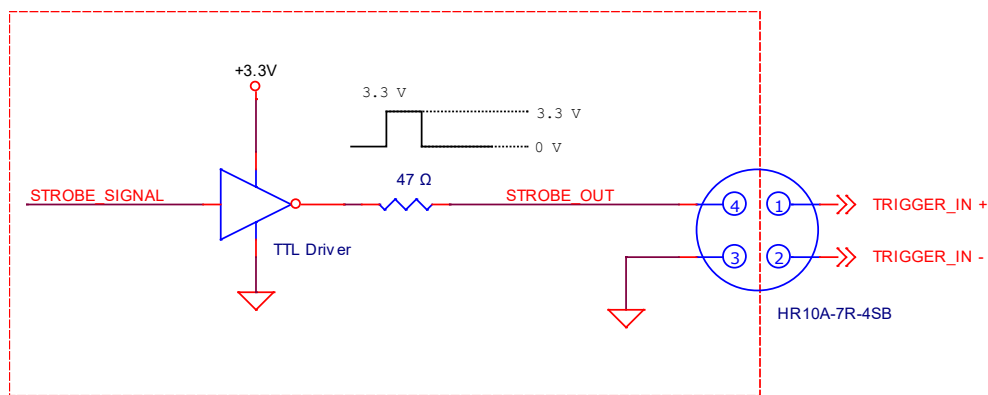 +3.3V
3.3 V
3.3 V
0 V
47 Ω
STROBE_SIGNAL
STROBE_OUT
TTL Driver
4
1
TRIGGER_IN +
3
2
TRIGGER_IN -
HR10A-7R-4SB